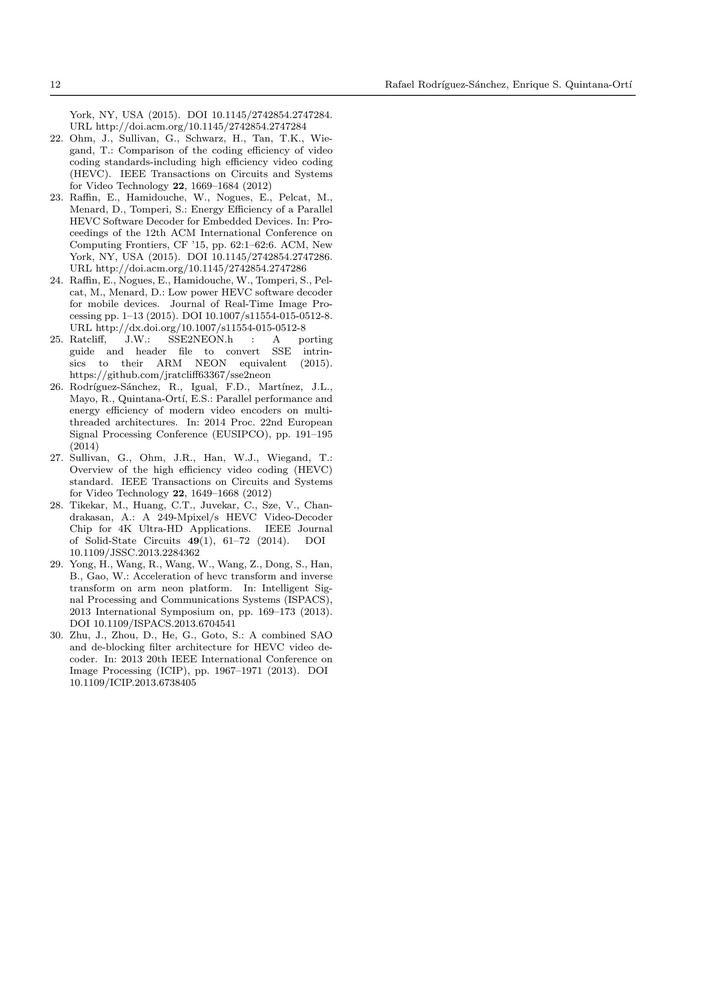 12
Rafael Rodríguez-Sánchez, Enrique S. Quintana-Ortí
York, NY, USA (2015). DOI 10.1145/2742854.2747284.
URL http://doi.acm.org/10.1145/2742854.2747284
22. Ohm, J., Sullivan, G., Schwarz, H., Tan, T.K., Wie-
gand, T.: Comparison of the coding efficiency of video
coding standards-including high efficiency video coding
(HEVC). IEEE Transactions on Circuits and Systems
for Video Technology 22, 1669–1684 (2012)
23. Raffin, E., Hamidouche, W., Nogues, E., Pelcat, M.,
Menard, D., Tomperi, S.: Energy Efficiency of a Parallel
HEVC Software Decoder for Embedded Devices. In: Pro-
ceedings of the 12th ACM International Conference on
Computing Frontiers, CF '15, pp. 62:1–62:6. ACM, New
York, NY, USA (2015). DOI 10.1145/2742854.2747286.
URL http://doi.acm.org/10.1145/2742854.2747286
24. Raffin, E., Nogues, E., Hamidouche, W., Tomperi, S., Pel-
cat, M., Menard, D.: Low power HEVC software decoder
for mobile devices. Journal of Real-Time Image Pro-
cessing pp. 1–13 (2015). DOI 10.1007/s11554-015-0512-8.
URL http://dx.doi.org/10.1007/s11554-015-0512-8
25. Ratcliff, J.W.: SSE2NEON.h : A porting
guide and header file to convert SSE intrin-
sics to their ARM NEON equivalent (2015).
https://github.com/jratcliff63367/sse2neon
26. Rodríguez-Sánchez, R., Igual, F.D., Martínez, J.L.,
Mayo, R., Quintana-Ortí, E.S.: Parallel performance and
energy efficiency of modern video encoders on multi-
threaded architectures. In: 2014 Proc. 22nd European
Signal Processing Conference (EUSIPCO), pp. 191–195
(2014)
27. Sullivan, G., Ohm, J.R., Han, W.J., Wiegand, T.:
Overview of the high efficiency video coding (HEVC)
standard. IEEE Transactions on Circuits and Systems
for Video Technology 22, 1649–1668 (2012)
28. Tikekar, M., Huang, C.T., Juvekar, C., Sze, V., Chan-
drakasan, A.: A 249-Mpixel/s HEVC Video-Decoder
Chip for 4K Ultra-HD Applications. IEEE Journal
of Solid-State Circuits 49(1), 61–72 (2014). DOI
10.1109/JSSC.2013.2284362
29. Yong, H., Wang, R., Wang, W., Wang, Z., Dong, S., Han,
B., Gao, W.: Acceleration of hevc transform and inverse
transform on arm neon platform. In: Intelligent Sig-
nal Processing and Communications Systems (ISPACS),
2013 International Symposium on, pp. 169–173 (2013).
DOI 10.1109/ISPACS.2013.6704541
30. Zhu, J., Zhou, D., He, G., Goto, S.: A combined SAO
and de-blocking filter architecture for HEVC video de-
coder. In: 2013 20th IEEE International Conference on
Image Processing (ICIP), pp. 1967–1971 (2013). DOI
10.1109/ICIP.2013.6738405